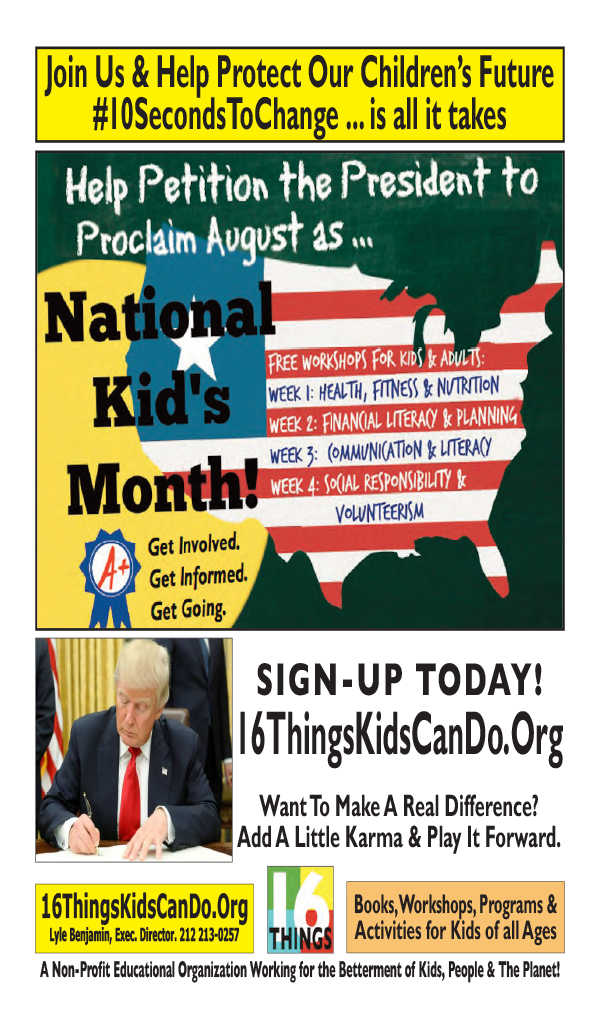 Join Us & Help Protect Our Children's Future
#10SecondsToChange ... is all it takes
Help Petition the President to
Proclaim August as ...
National
Kid's
Month!
FREE WORKSHOPS FOR KIDS & ADULTS:
WEEK 1: HEALTH, FITNESS & NUTRITION
WEEK 2: FINANCIAL LITERACY & PLANNING
WEEK 3: COMMUNICATION & LITERACY
WEEK 4: SOCIAL RESPONSIBILITY &
VOLUNTEERISM
A+
Get Involved.
Get Informed.
Get Going.
SIGN-UP TODAY!
16ThingsKidsCanDo.Org
Want To Make A Real Difference?
Add A Little Karma & Play It Forward.
16ThingsKidsCanDo.Org
Lyle Benjamin, Exec. Director. 212 213-0257
16
THINGS
Books, Workshops, Programs &
Activities for Kids of all Ages
A Non-Profit Educational Organization Working for the Betterment of Kids, People & The Planet!